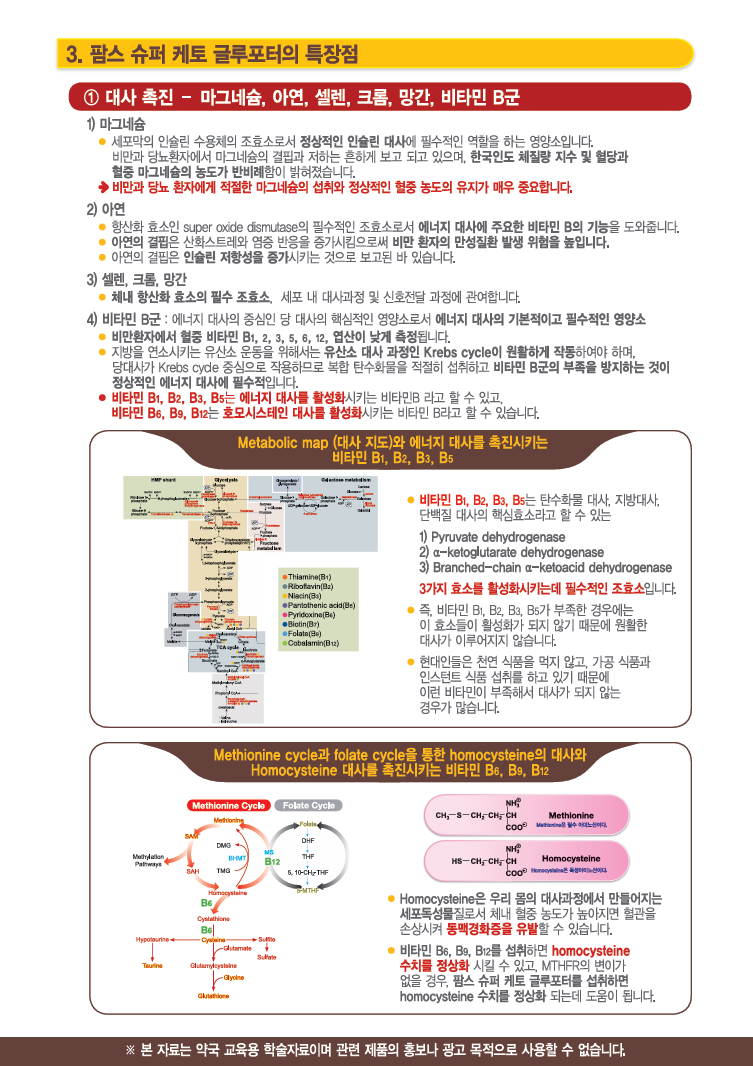 3. 팜스 슈퍼 케토 글루포터의 특장점
① 대사 촉진 - 마그네슘, 아연, 셀렌, 크롬, 망간, 비타민 B군
1) 마그네슘
● 세포막의 인슐린 수용체의 조효소로서 정상적인 인슐린 대사에 필수적인 역할을 하는 영양소입니다.
비만과 당뇨환자에서 마그네슘의 결핍과 저하는 흔하게 보고 되고 있으며, 한국인도 체질량 지수 및 혈당과
혈중 마그네슘의 농도가 반비례함이 밝혀졌습니다.
➔ 비만과 당뇨 환자에게 적절한 마그네슘의 섭취와 정상적인 혈중 농도의 유지가 매우 중요합니다.
2) 아연
● 항산화 효소인 super oxide dismutase의 필수적인 조효소로서 에너지 대사에 주요한 비타민 B의 기능을 도와줍니다.
● 아연의 결핍은 산화스트레와 염증 반응을 증가시킴으로써 비만 환자의 만성질환 발생 위험을 높입니다.
● 아연의 결핍은 인슐린 저항성을 증가시키는 것으로 보고된 바 있습니다.
3) 셀렌, 크롬, 망간
● 체내 항산화 효소의 필수 조효소, 세포 내 대사과정 및 신호전달 과정에 관여합니다.
4) 비타민 B군 : 에너지 대사의 중심인 당 대사의 핵심적인 영양소로서 에너지 대사의 기본적이고 필수적인 영양소
● 비만환자에서 혈중 비타민 B1, 2, 3, 5, 6, 12, 엽산이 낮게 측정됩니다.
● 지방을 연소시키는 유산소 운동을 위해서는 유산소 대사 과정인 Krebs cycle이 원활하게 작동하여야 하며,
당대사가 Krebs cycle 중심으로 작용하므로 복합 탄수화물을 적절히 섭취하고 비타민 B군의 부족을 방지하는 것이
정상적인 에너지 대사에 필수적입니다.
● 비타민 B1, B2, B3, B5는 에너지 대사를 활성화시키는 비타민B 라고 할 수 있고,
비타민 B6, B9, B12는 호모시스테인 대사를 활성화시키는 비타민 B라고 할 수 있습니다.
Metabolic map (대사 지도)와 에너지 대사를 촉진시키는
비타민 B1, B2, B3, B5
HMP shunt
Glycolysis
Galactose metabolism
Fructose
metabolism
TCA cycle
● Thiamine(B1)
● Riboflavin(B2)
● Niacin(B3)
● Pantothenic acid(B5)
● Pyridoxine(B6)
● Biotin(B7)
● Folate(B9)
● Cobalamin(B12)
● 비타민 B1, B2, B3, B5는 탄수화물 대사, 지방대사,
단백질 대사의 핵심효소라고 할 수 있는
1) Pyruvate dehydrogenase
2) α-ketoglutarate dehydrogenase
3) Branched-chain α-ketoacid dehydrogenase
3가지 효소를 활성화시키는데 필수적인 조효소입니다.
● 즉, 비타민 B1, B2, B3, B5가 부족한 경우에는
이 효소들이 활성화가 되지 않기 때문에 원활한
대사가 이루어지지 않습니다.
● 현대인들은 천연 식품을 먹지 않고, 가공 식품과
인스턴트 식품 섭취를 하고 있기 때문에
이런 비타민이 부족해서 대사가 되지 않는
경우가 많습니다.
Methionine cycle과 folate cycle을 통한 homocysteine의 대사와
Homocysteine 대사를 촉진시키는 비타민 B6, B9, B12
Methionine Cycle
Folate Cycle
Methionine
Folate
SAM
DMG
DHF
Methylation
Pathways
BHMT
MS
B12
THF
SAH
TMG
5, 10-CH2-THF
Homocysteine
5-MTHF
B6
Cystathione
B6
Hypotaurine
Cysteine
Sulfite
Glutamate
Sulfate
Taurine
Glutamylcysteine
Glycine
Glutathione
CH3-S-CH2-CH2-CH
NH3⊕
COO⊖
Methionine
Methionine은 필수 아미노산이다.
HS-CH2-CH2-CH
NH3⊕
COO⊖
Homocysteine
Homocysteine은 독성아미노산이다.
● Homocysteine은 우리 몸의 대사과정에서 만들어지는
세포독성물질로서 체내 혈중 농도가 높아지면 혈관을
손상시켜 동맥경화증을 유발할 수 있습니다.
● 비타민 B6, B9, B12를 섭취하면 homocysteine
수치를 정상화 시킬 수 있고, MTHFR의 변이가
없을 경우, 팜스 슈퍼 케토 글루포터를 섭취하면
homocysteine 수치를 정상화 되는데 도움이 됩니다.
※ 본 자료는 약국 교육용 학술자료이며 관련 제품의 홍보나 광고 목적으로 사용할 수 없습니다.